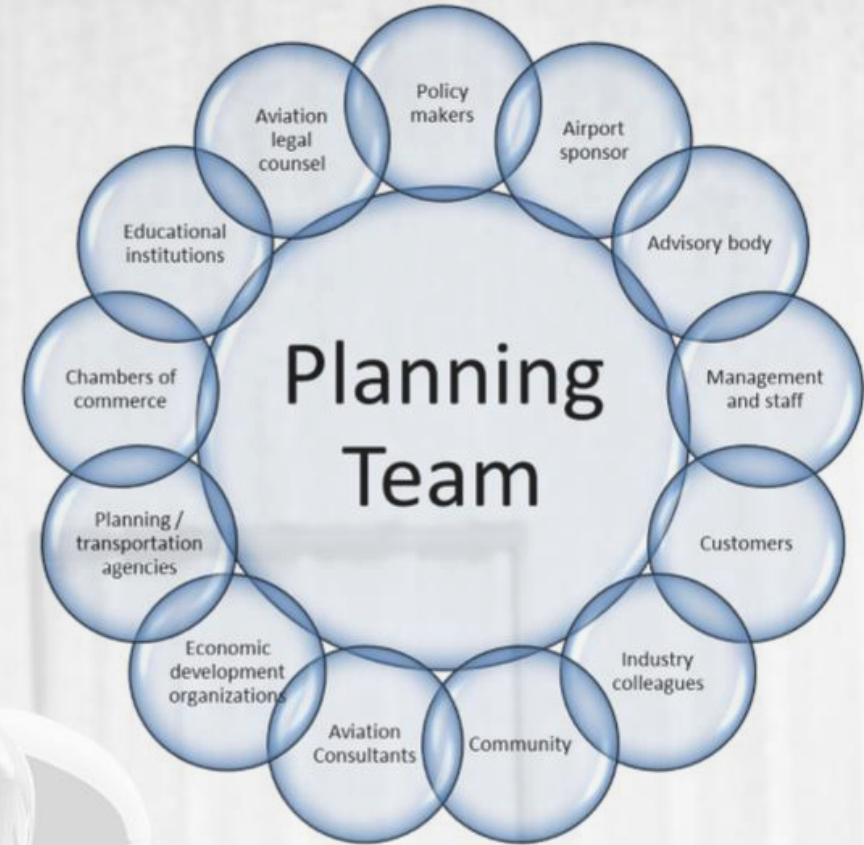 Planning
Team
Policy
makers
Airport
sponsor
Advisory body
Management
and staff
Customers
Industry
colleagues
Community
Aviation
Consultants
Economic
development
organizations
Planning /
transportation
agencies
Chambers of
commerce
Educational
institutions
Aviation
legal
counsel